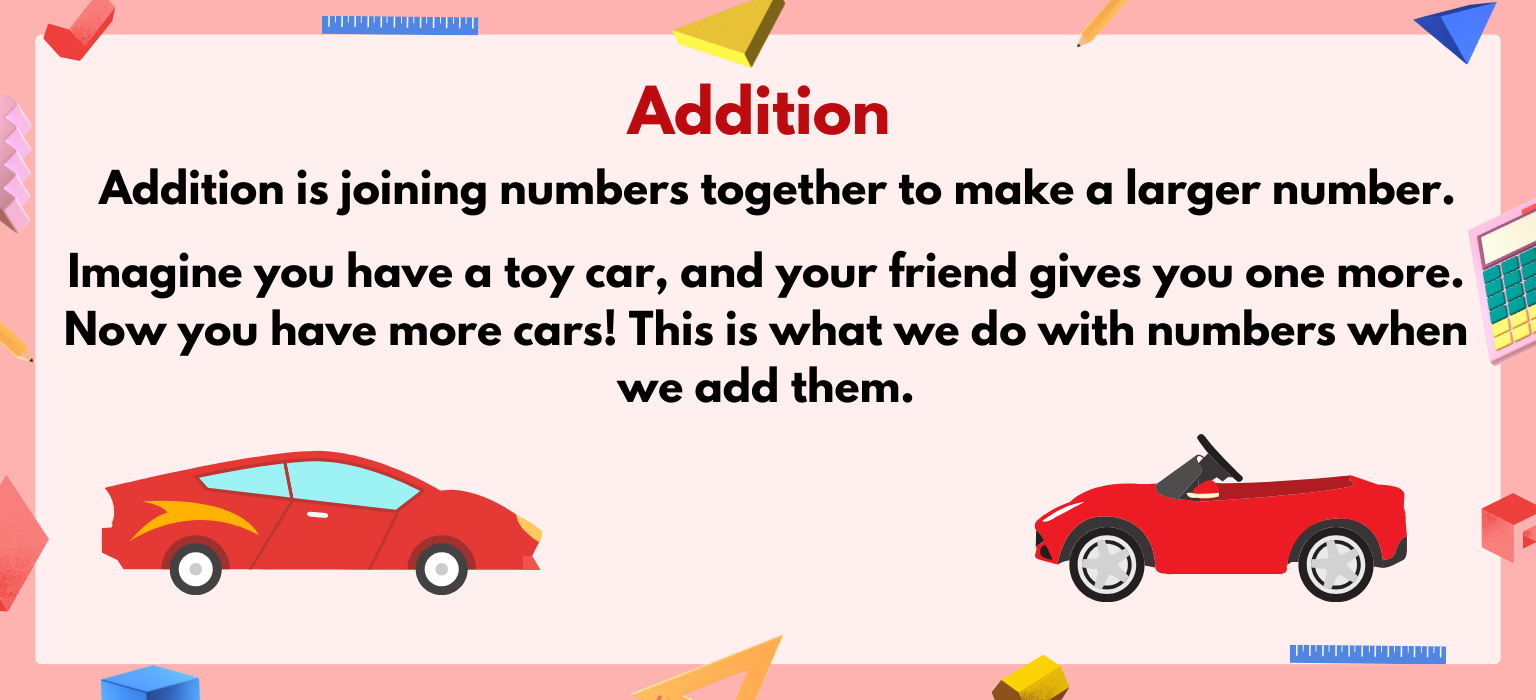 Addition
Addition is joining numbers together to make a larger number.
Imagine you have a toy car, and your friend gives you one more.
Now you have more cars! This is what we do with numbers when
we add them.